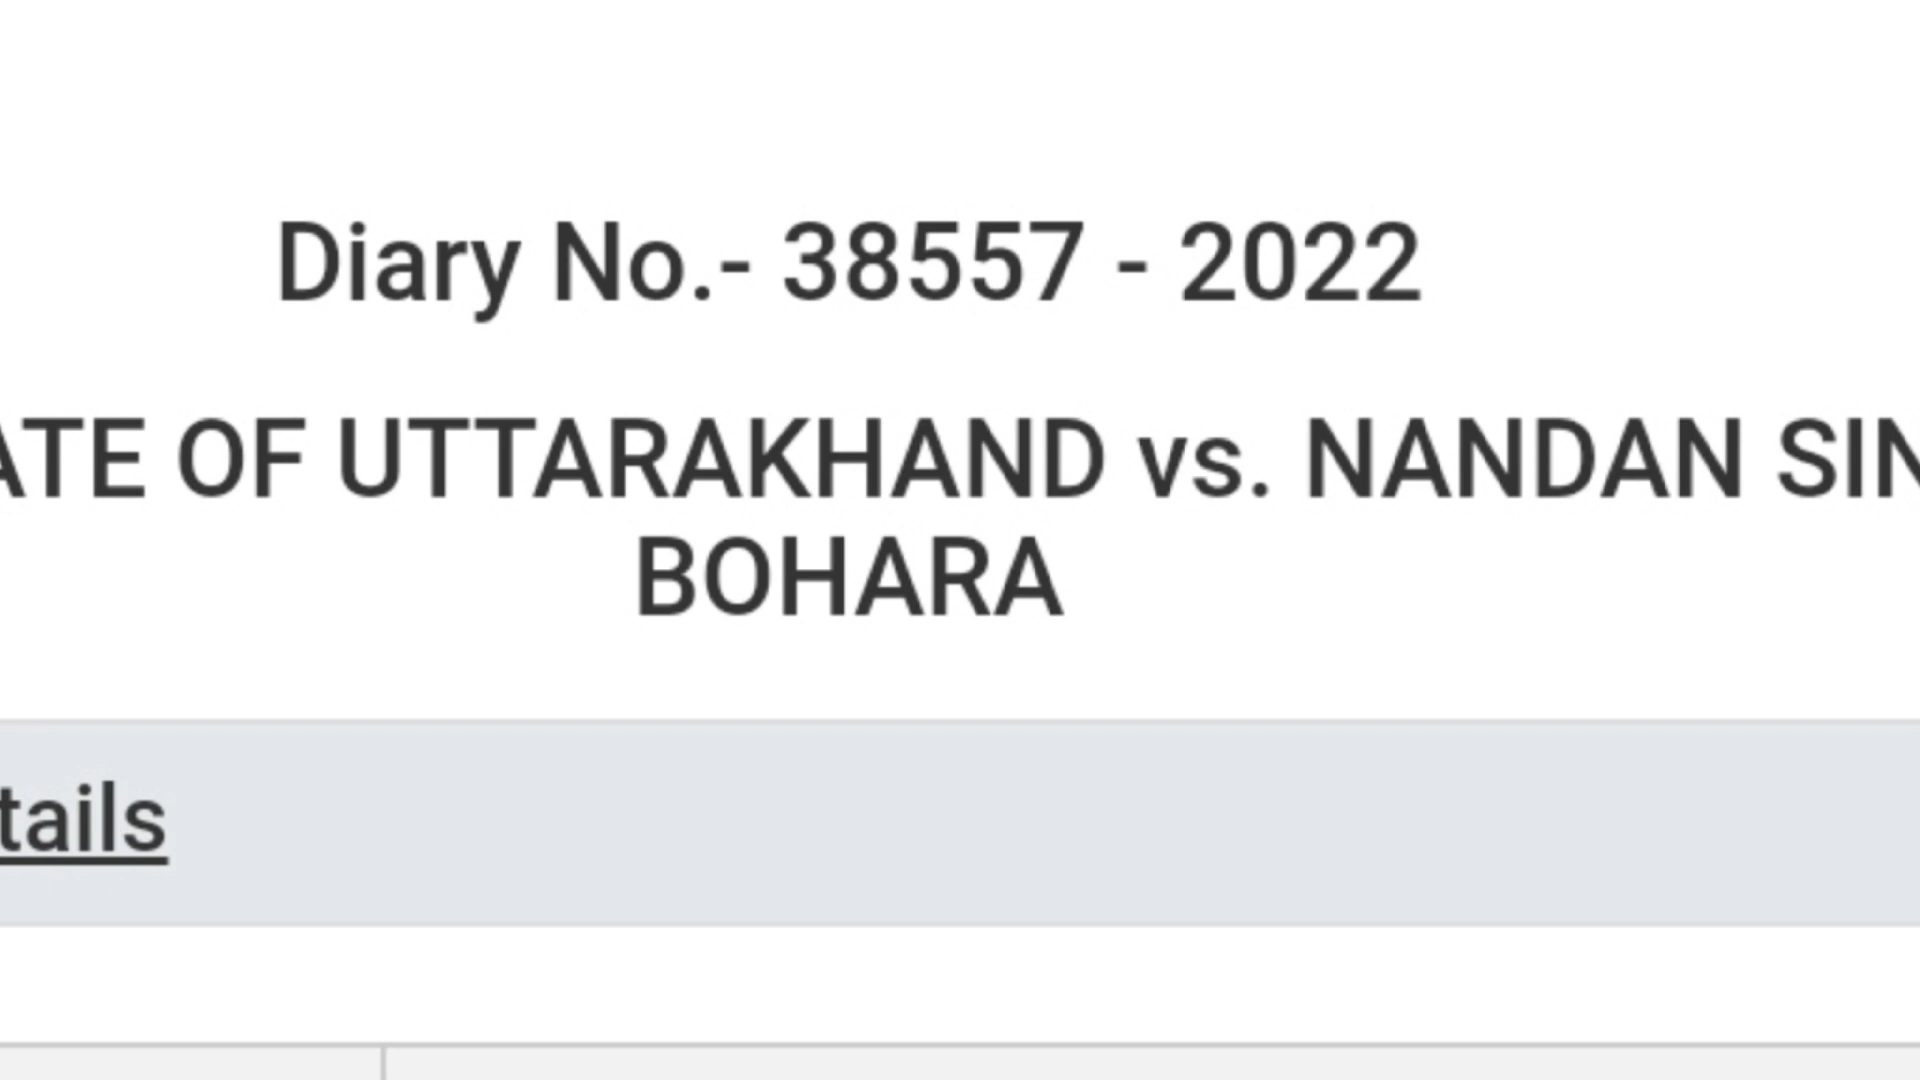 Diary No.- 38557 - 2022
ATE OF UTTARAKHAND vs. NANDAN SIN
BOHARA
tails